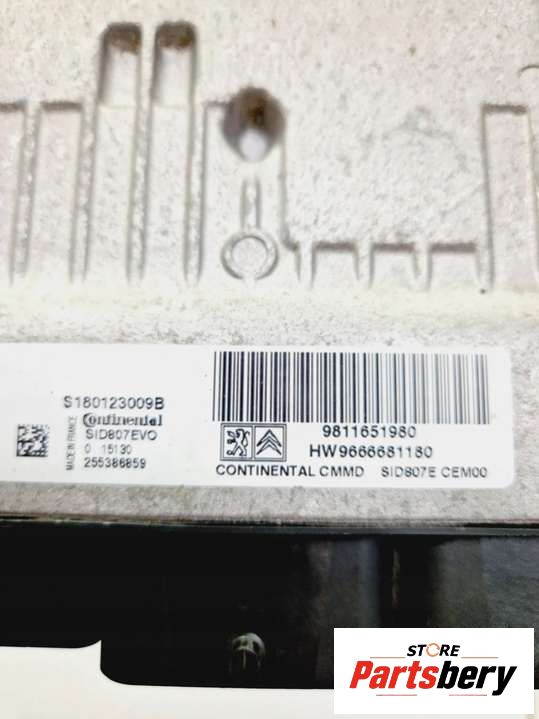 S180123009B
Continental
SID807EVO
0 15130
255386859
MADE IN FRANCE
9811651980
HW9666681180
CONTINENTAL CMMD SID807E CEM00
STORE
Partsbery